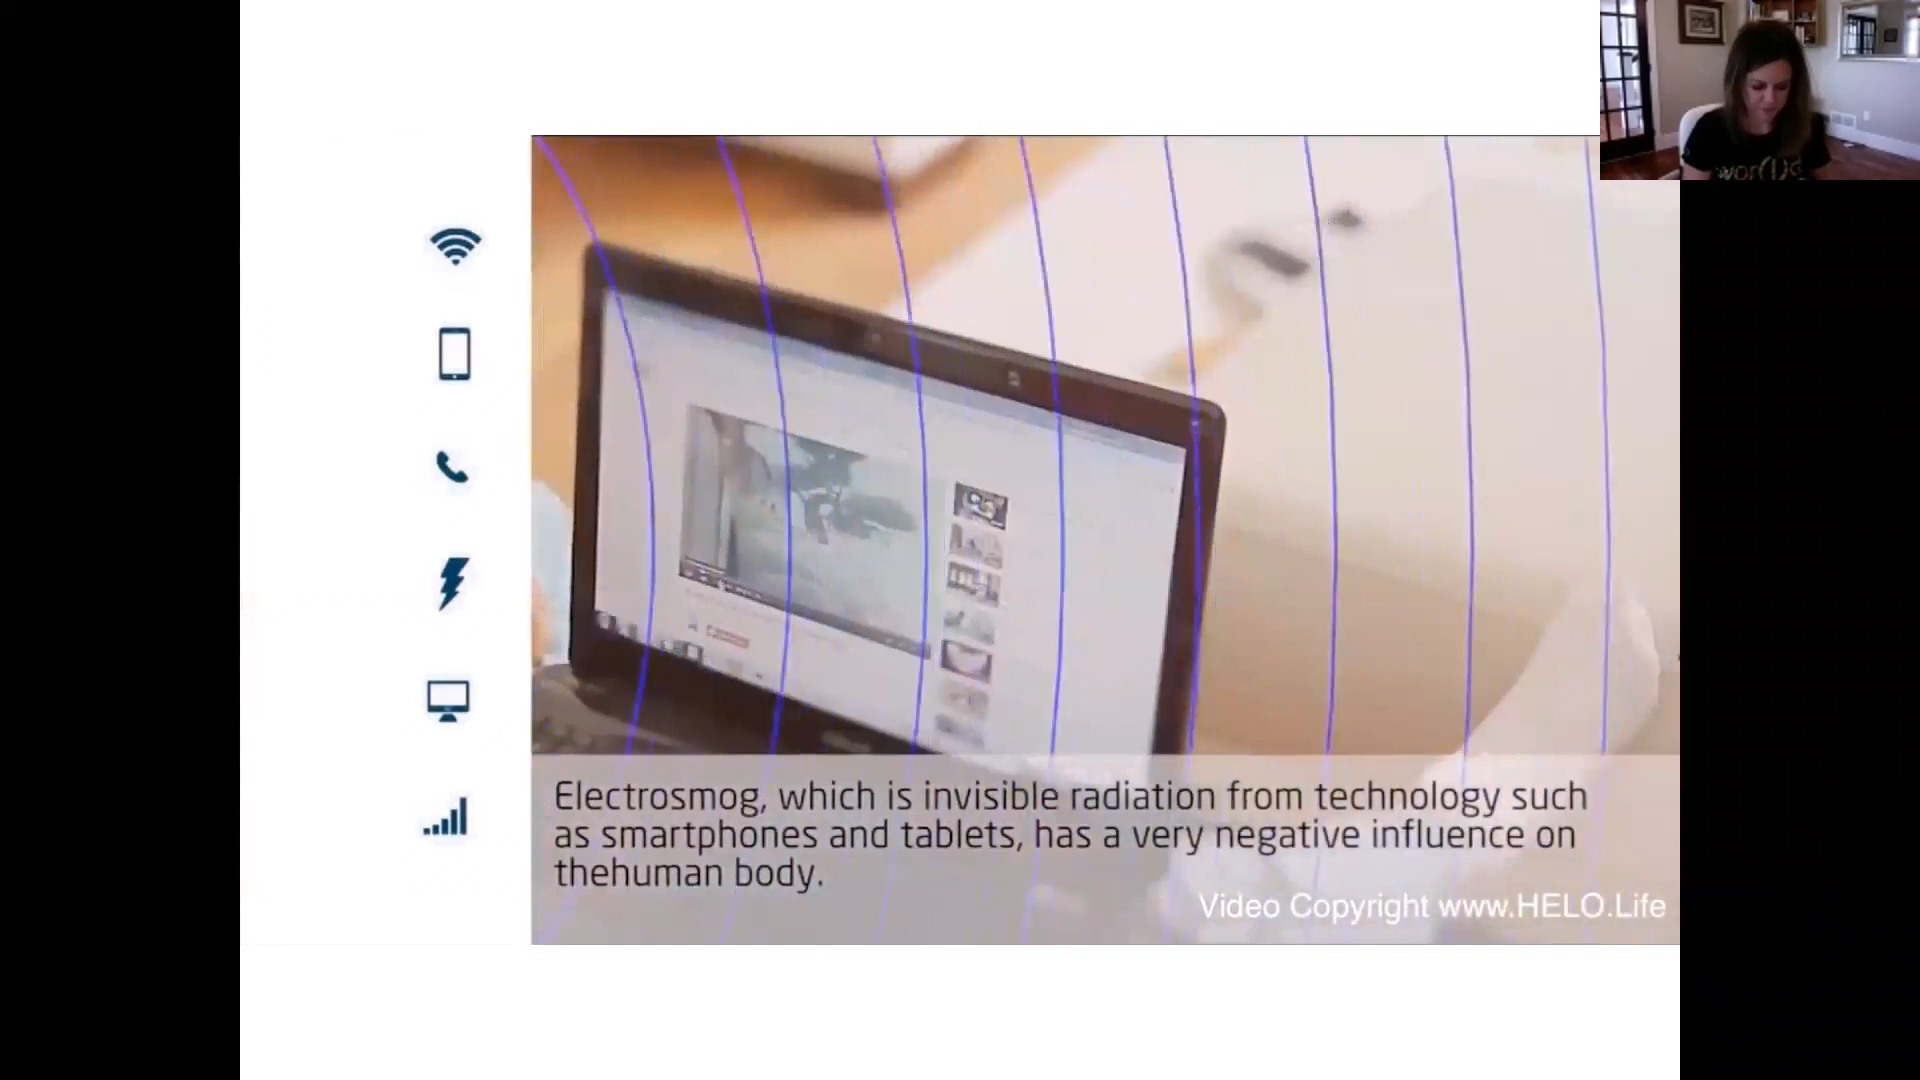 wor(l)d
Electrosmog, which is invisible radiation from technology such
as smartphones and tablets, has a very negative influence on
thehuman body.
Video Copyright www.HELO.Life